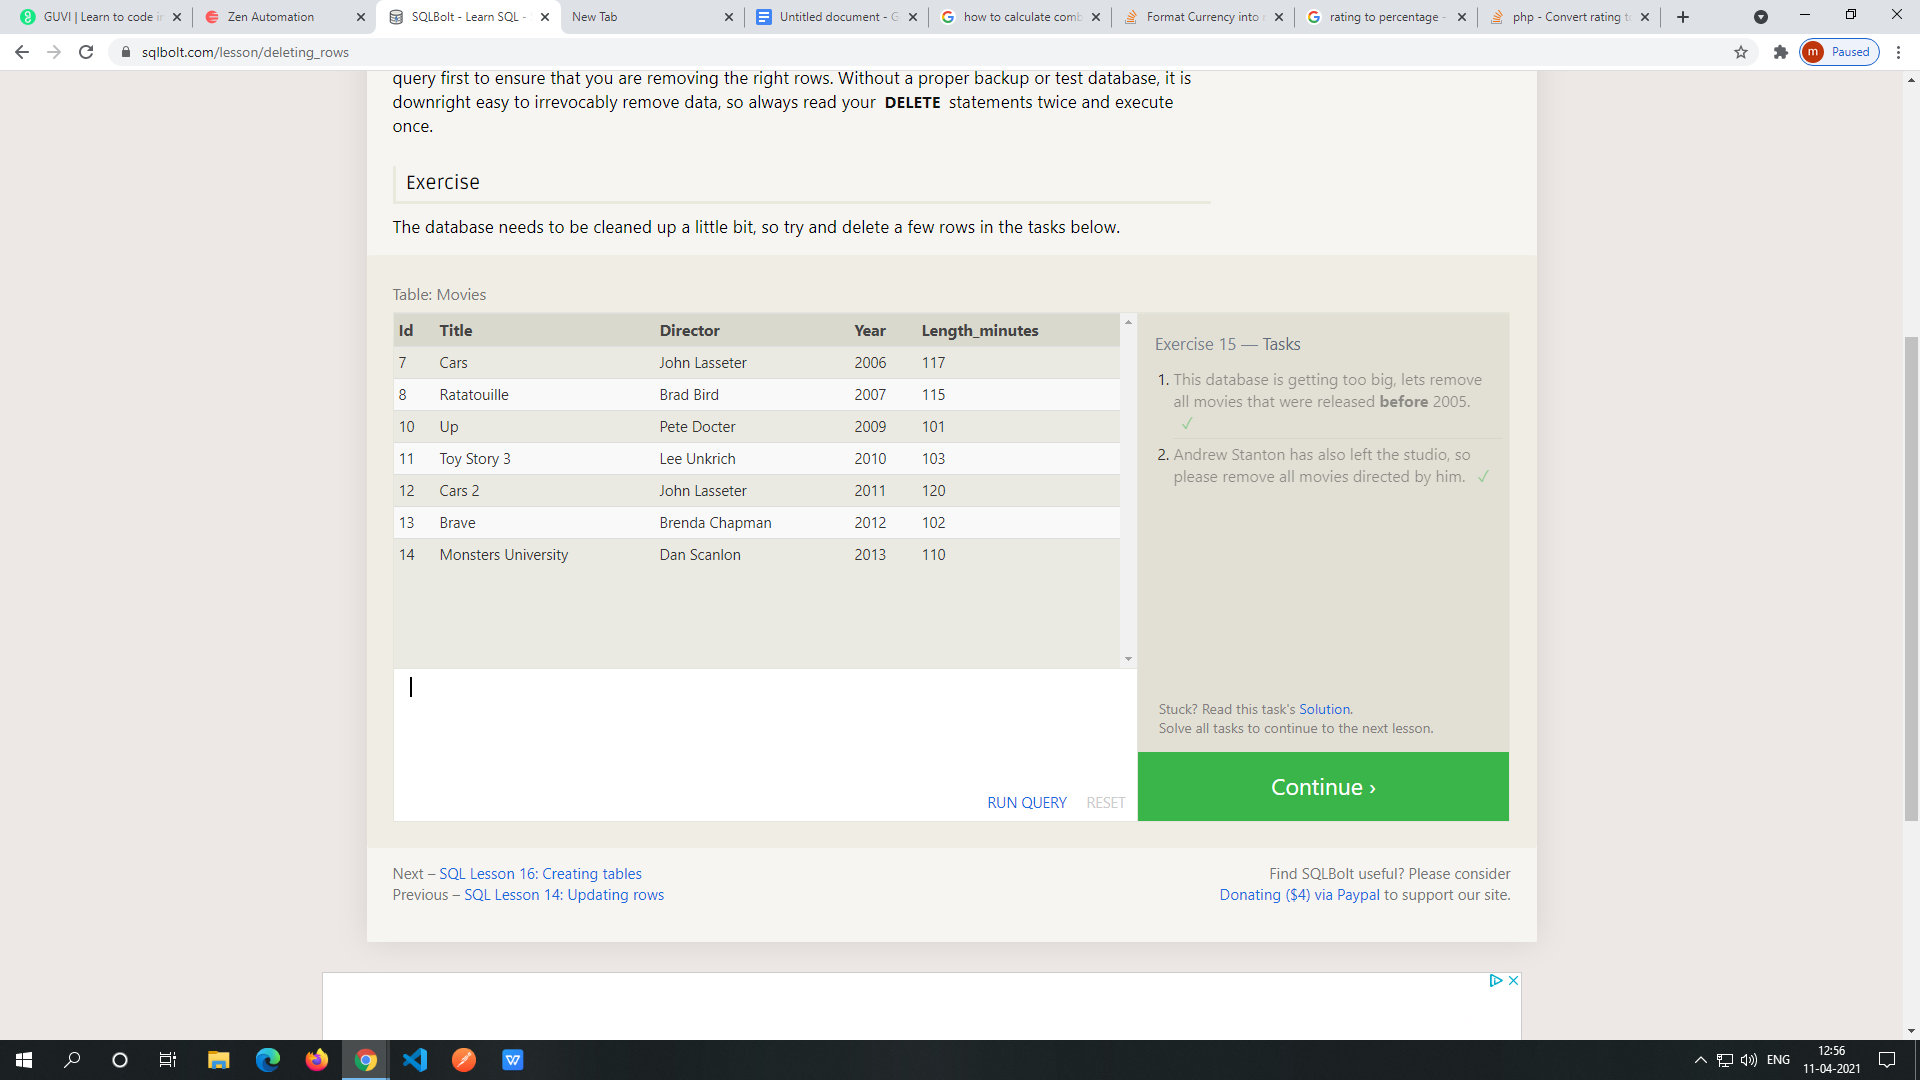 GUVI | Learn to code in
Zen Automation
SQLBolt - Learn SQL -
New Tab
Untitled document - G
how to calculate comb
Format Currency into r
rating to percentage -
php - Convert rating to
sqlbolt.com/lesson/deleting_rows
m Paused
query first to ensure that you are removing the right rows. Without a proper backup or test database, it is
downright easy to irrevocably remove data, so always read your DELETE statements twice and execute
once.
Exercise
The database needs to be cleaned up a little bit, so try and delete a few rows in the tasks below.
Table: Movies
Id Title Director Year Length_minutes
7 Cars John Lasseter 2006 117
8 Ratatouille Brad Bird 2007 115
10 Up Pete Docter 2009 101
11 Toy Story 3 Lee Unkrich 2010 103
12 Cars 2 John Lasseter 2011 120
13 Brave Brenda Chapman 2012 102
14 Monsters University Dan Scanlon 2013 110
RUN QUERY RESET
Exercise 15 — Tasks
1. This database is getting too big, lets remove
all movies that were released before 2005.
✓
2. Andrew Stanton has also left the studio, so
please remove all movies directed by him. ✓
Stuck? Read this task's Solution.
Solve all tasks to continue to the next lesson.
Continue ›
Next – SQL Lesson 16: Creating tables
Previous – SQL Lesson 14: Updating rows
Find SQLBolt useful? Please consider
Donating ($4) via Paypal to support our site.
ENG
12:56
11-04-2021